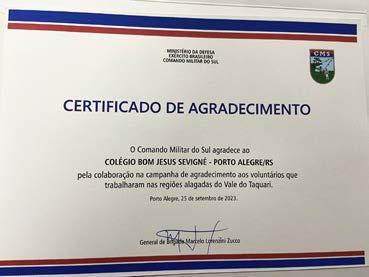 MINISTÉRIO DA DEFESA
EXÉRCITO BRASILEIRO
COMANDO MILITAR DO SUL
CMS
CERTIFICADO DE AGRADECIMENTO
O Comando Militar do Sul agradece ao
COLÉGIO BOM JESUS SEVIGNÉ - PORTO ALEGRE/RS
pela colaboração na campanha de agradecimento aos voluntários que
trabalharam nas regiões alagadas do Vale do Taquari.
Porto Alegre, 25 de setembro de 2023.
General de Brigada Marcelo Lorenzini Zucco